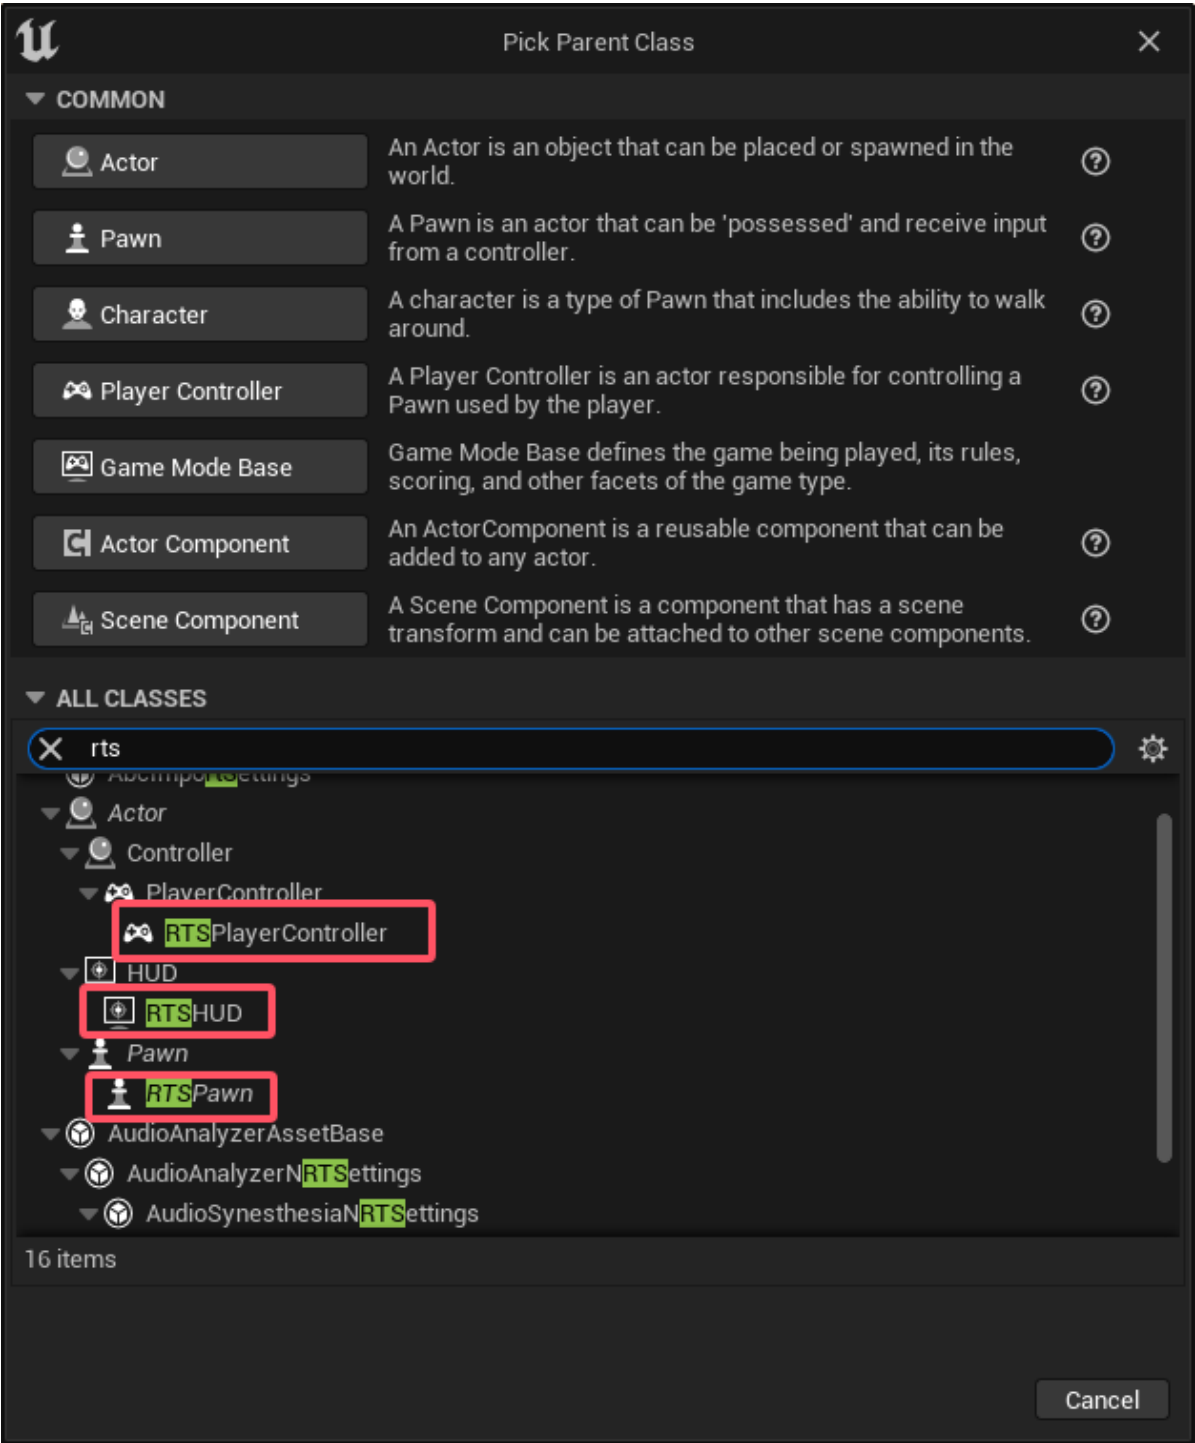 Pick Parent Class
COMMON
Actor
An Actor is an object that can be placed or spawned in the
world.
Pawn
A Pawn is an actor that can be 'possessed' and receive input
from a controller.
Character
A character is a type of Pawn that includes the ability to walk
around.
Player Controller
A Player Controller is an actor responsible for controlling a
Pawn used by the player.
Game Mode Base
Game Mode Base defines the game being played, its rules,
scoring, and other facets of the game type.
Actor Component
An ActorComponent is a reusable component that can be
added to any actor.
Scene Component
A Scene Component is a component that has a scene
transform and can be attached to other scene components.
ALL CLASSES
rts
AbcImportSettings
Actor
Controller
PlayerController
RTSPlayerController
HUD
RTSHUD
Pawn
RTSPawn
AudioAnalyzerAssetBase
AudioAnalyzerNRTSettings
AudioSynesthesiaNRTSettings
16 items
Cancel